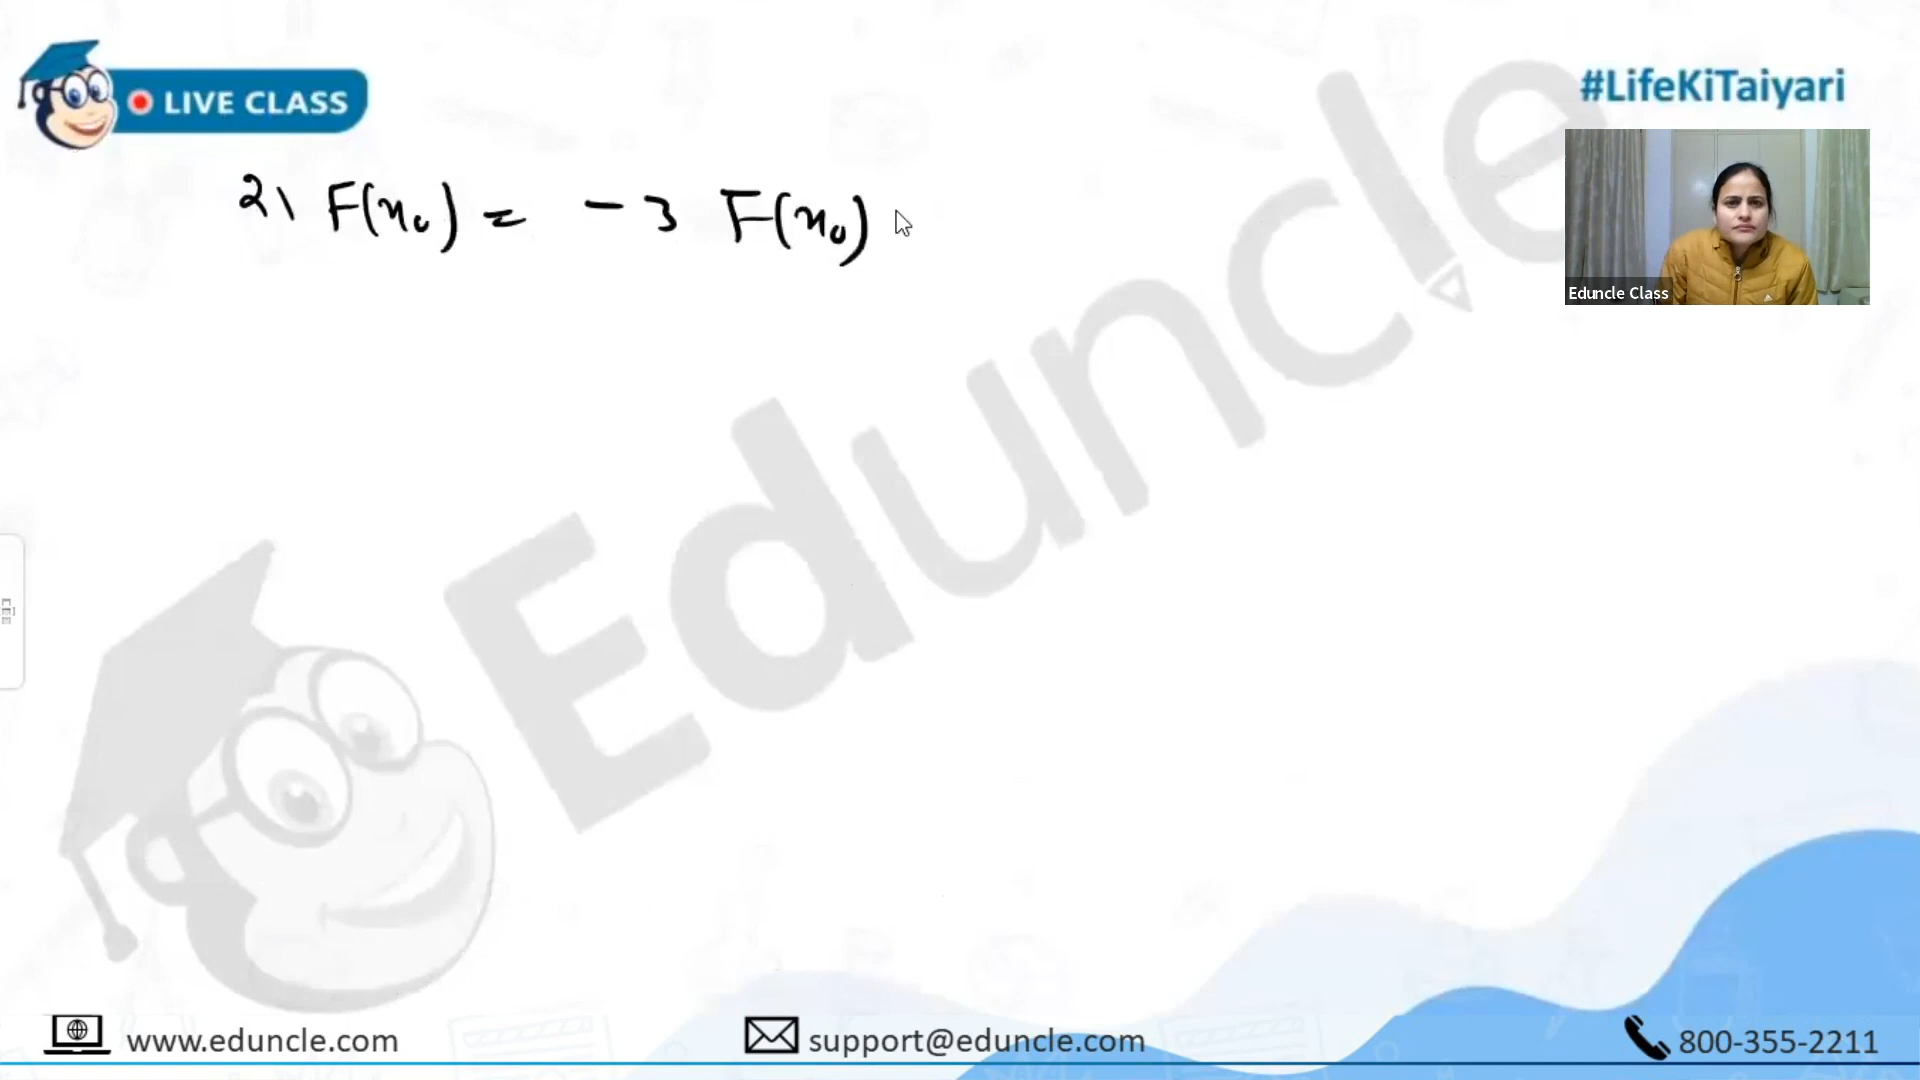 LIVE CLASS
#LifeKiTaiyari
2) F(x₀) = -3 F(x₀)
Eduncle Class
Eduncle
www.eduncle.com
support@eduncle.com
800-355-2211